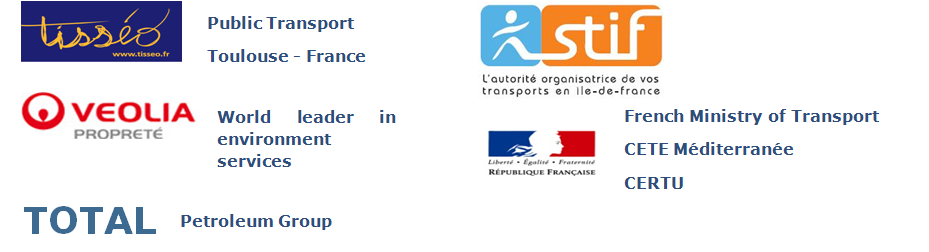 tisséo
www.tisseo.fr
Public Transport
Toulouse - France
VEOLIA
PROPRETÉ
World leader in
environment
services
TOTAL Petroleum Group
stif
L'autorité organisatrice de vos
transports en Ile-de-france
Liberté • Égalité • Fraternité
RÉPUBLIQUE FRANÇAISE
French Ministry of Transport
CETE Méditerranée
CERTU